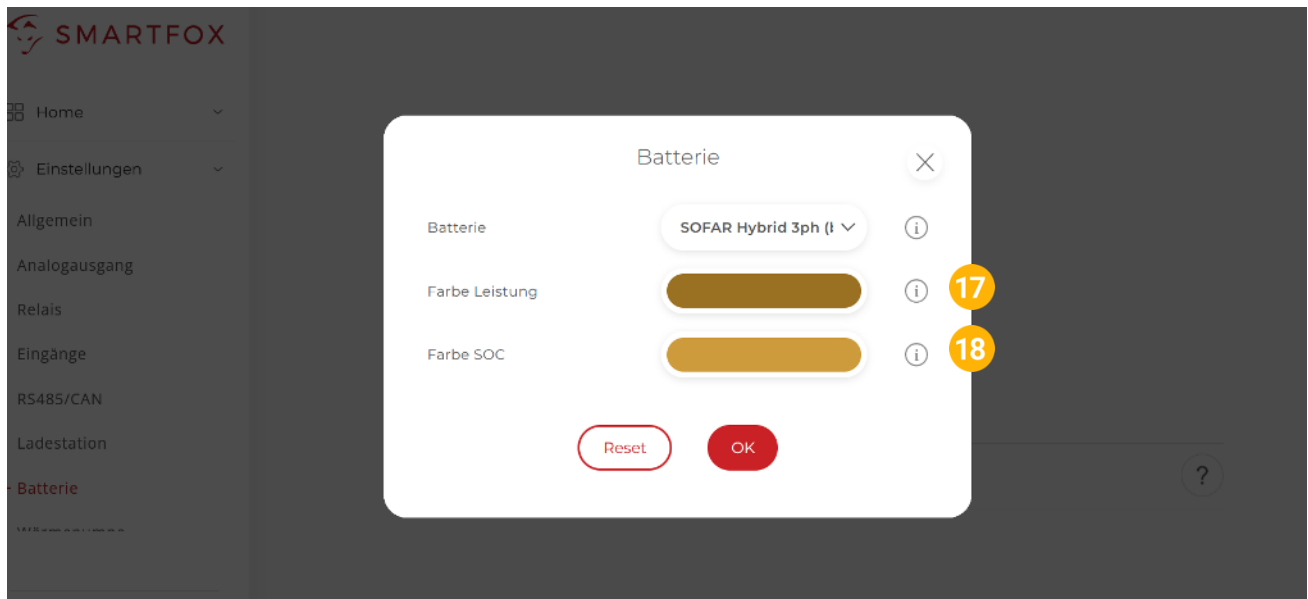 SMARTFOX
Home
Einstellungen
Allgemein
Analogausgang
Relais
Eingänge
RS485/CAN
Ladestation
Batterie
Wärmepumpe
Batterie
Batterie SOFAR Hybrid 3ph (
Farbe Leistung 17
Farbe SOC 18
Reset OK
?